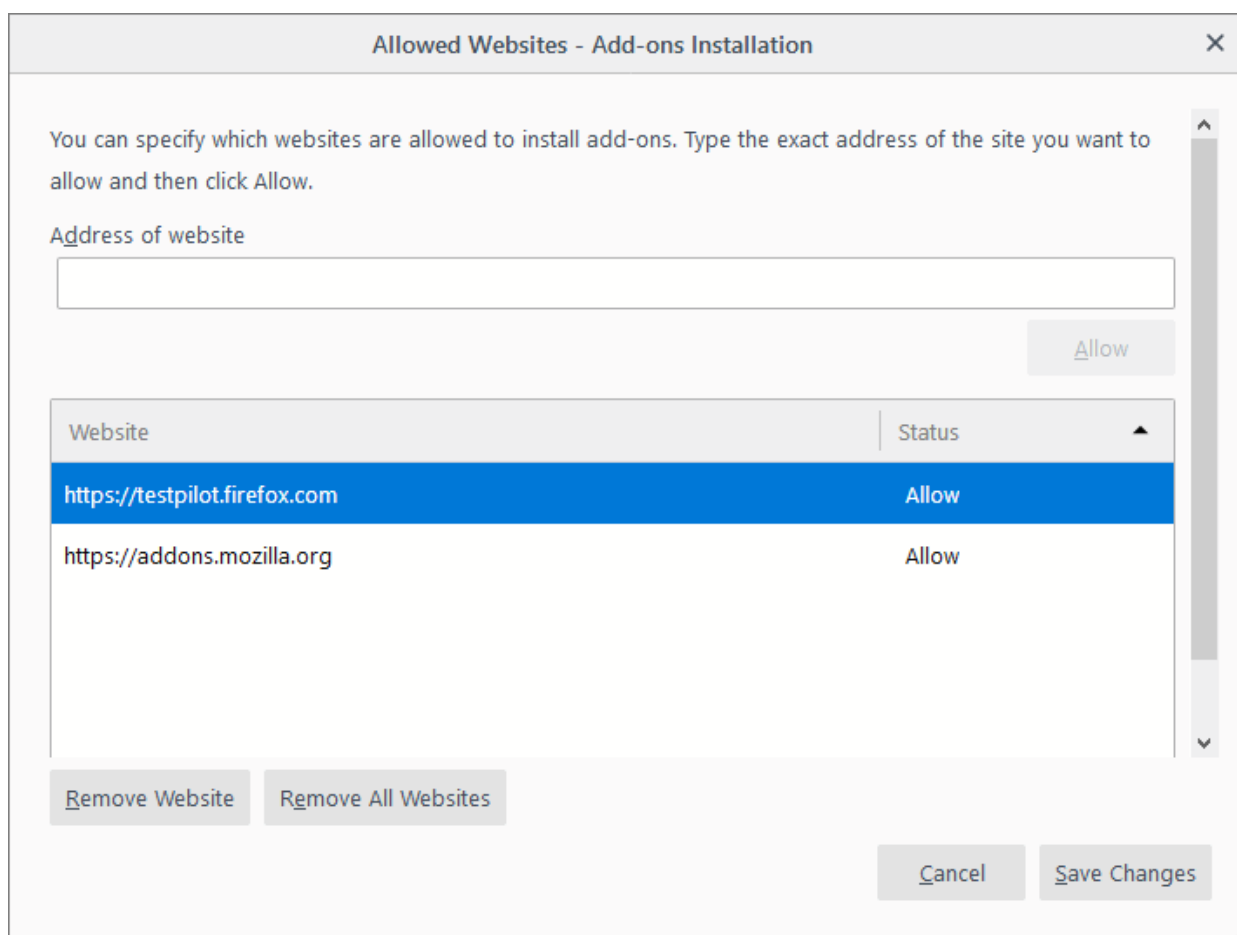 Allowed Websites - Add-ons Installation
You can specify which websites are allowed to install add-ons. Type the exact address of the site you want to
allow and then click Allow.
Address of website
Allow
Website Status
https://testpilot.firefox.com Allow
https://addons.mozilla.org Allow
Remove Website Remove All Websites
Cancel Save Changes